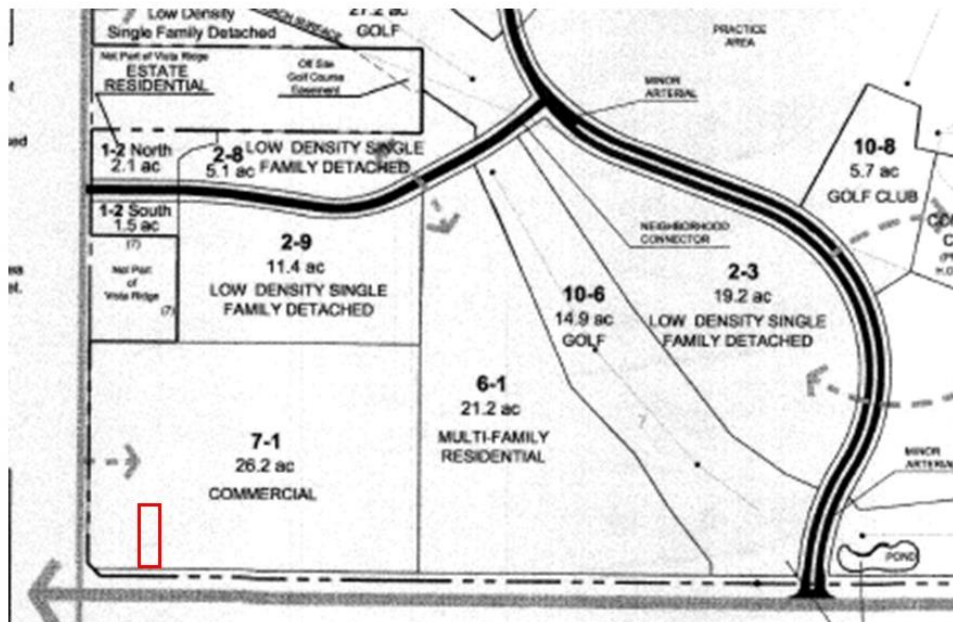 Low Density
Single Family Detached
27.2 ac
GOLF
PRACTICE
AREA
Not Part of Vista Ridge
ESTATE
RESIDENTIAL
Off Site
Golf Course
Easement
MINOR
ARTERIAL
1-2 North
2.1 ac
2-8
5.1 ac
LOW DENSITY SINGLE
FAMILY DETACHED
10-8
5.7 ac
GOLF CLUB
1-2 South
1.5 ac
(7)
Not Part
of
Vista Ridge
(7)
2-9
11.4 ac
LOW DENSITY SINGLE
FAMILY DETACHED
NEIGHBORHOOD
CONNECTOR
2-3
19.2 ac
LOW DENSITY SINGLE
FAMILY DETACHED
10-6
14.9 ac
GOLF
6-1
21.2 ac
MULTI-FAMILY
RESIDENTIAL
7
7-1
26.2 ac
COMMERCIAL
MINOR
ARTERIAL
POND